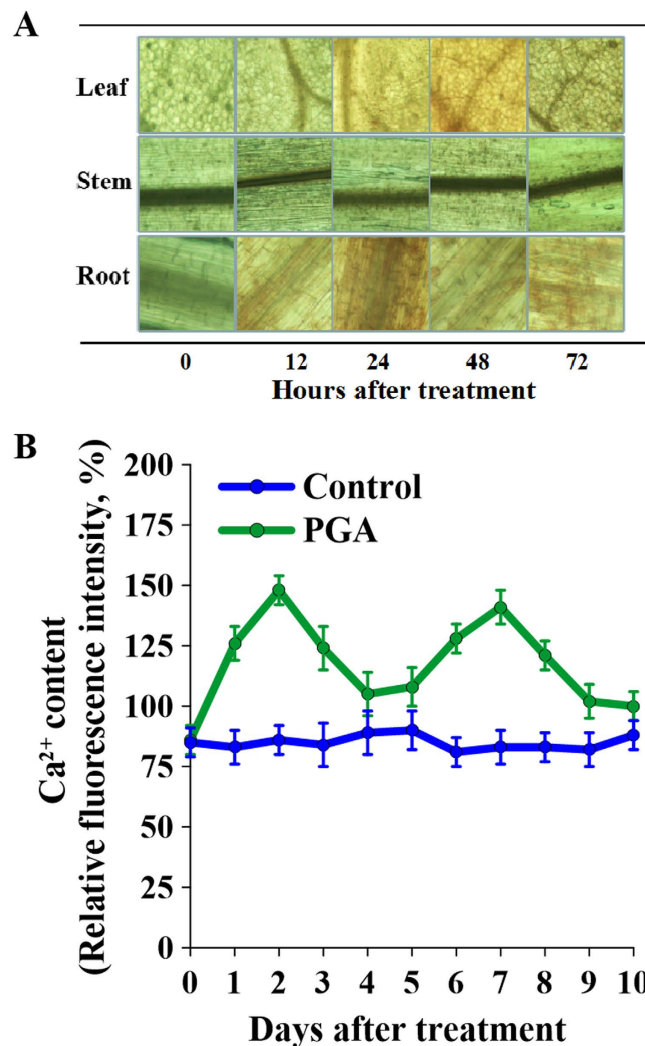 A
Leaf
Stem
Root
0 12 24 48 72
Hours after treatment
B
Ca²⁺ content
(Relative fluorescence intensity, %)
200
175
150
125
100
75
50
25
0
Control
PGA
0 1 2 3 4 5 6 7 8 9 10
Days after treatment